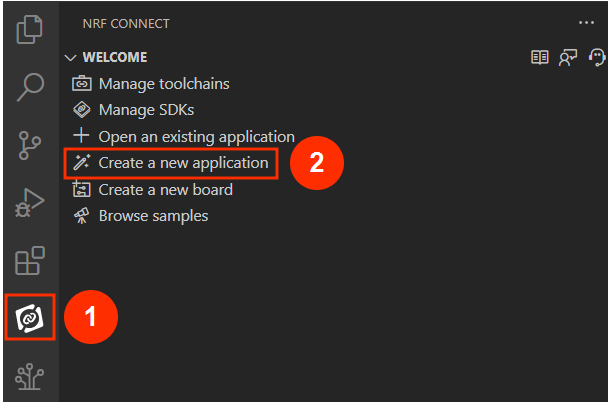 NRF CONNECT
WELCOME
Manage toolchains
Manage SDKs
Open an existing application
Create a new application
2
Create a new board
Browse samples
1